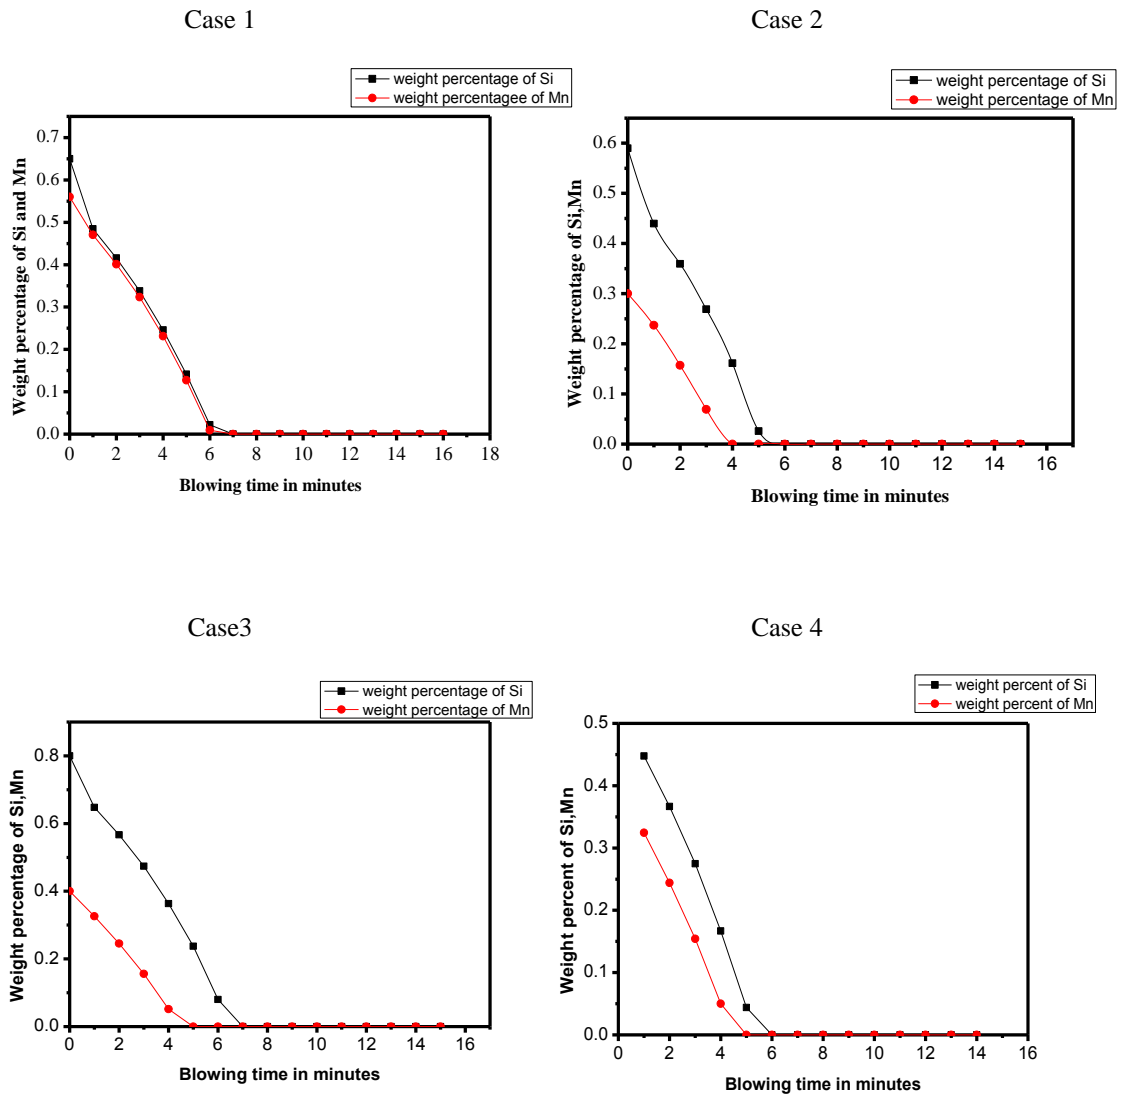 Case 1
weight percentage of Si
weight percentagee of Mn
Weight percentage of Si and Mn
0.7
0.6
0.5
0.4
0.3
0.2
0.1
0.0
0 2 4 6 8 10 12 14 16 18
Blowing time in minutes
Case 2
weight percentage of Si
weight percentage of Mn
Weight percentage of Si,Mn
0.6
0.5
0.4
0.3
0.2
0.1
0.0
0 2 4 6 8 10 12 14 16
Blowing time in minutes
Case3
weight percentage of Si
weight percentage of Mn
Weight percentage of Si,Mn
0.8
0.6
0.4
0.2
0.0
0 2 4 6 8 10 12 14 16
Blowing time in minutes
Case 4
weight percent of Si
weight percent of Mn
Weight percent of Si,Mn
0.5
0.4
0.3
0.2
0.1
0.0
0 2 4 6 8 10 12 14 16
Blowing time in minutes